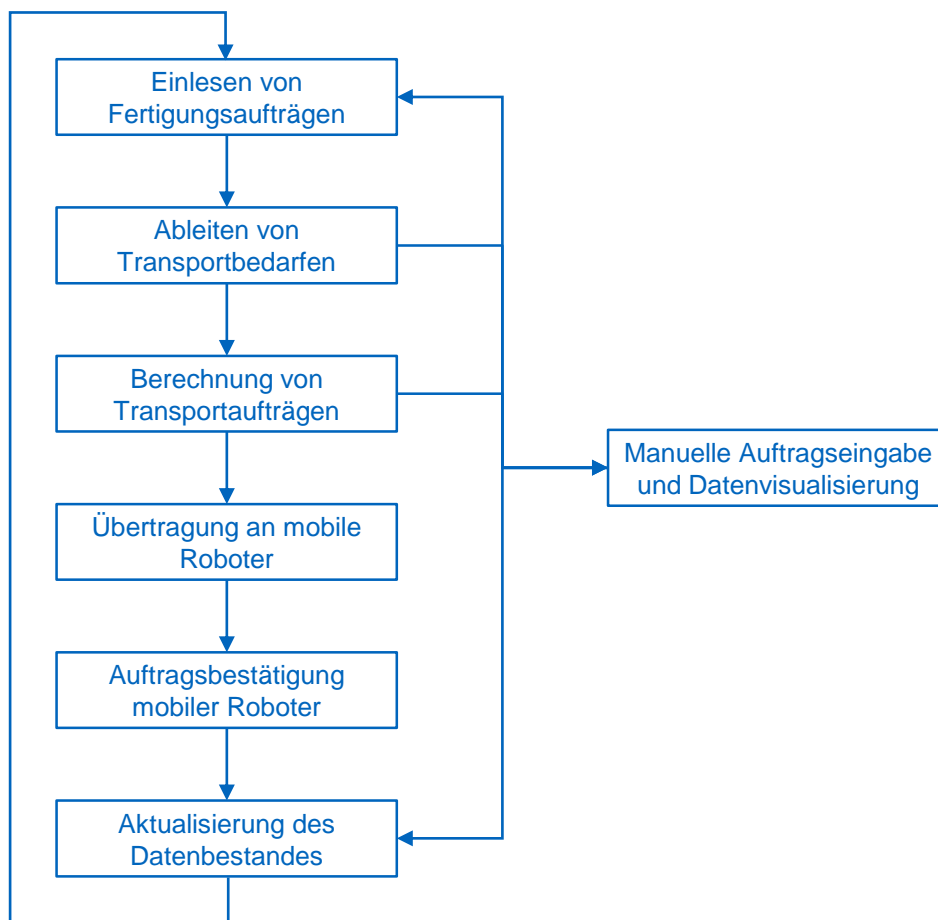 Einlesen von
Fertigungsaufträgen
Ableiten von
Transportbedarfen
Berechnung von
Transportaufträgen
Manuelle Auftragseingabe
und Datenvisualisierung
Übertragung an mobile
Roboter
Auftragsbestätigung
mobiler Roboter
Aktualisierung des
Datenbestandes